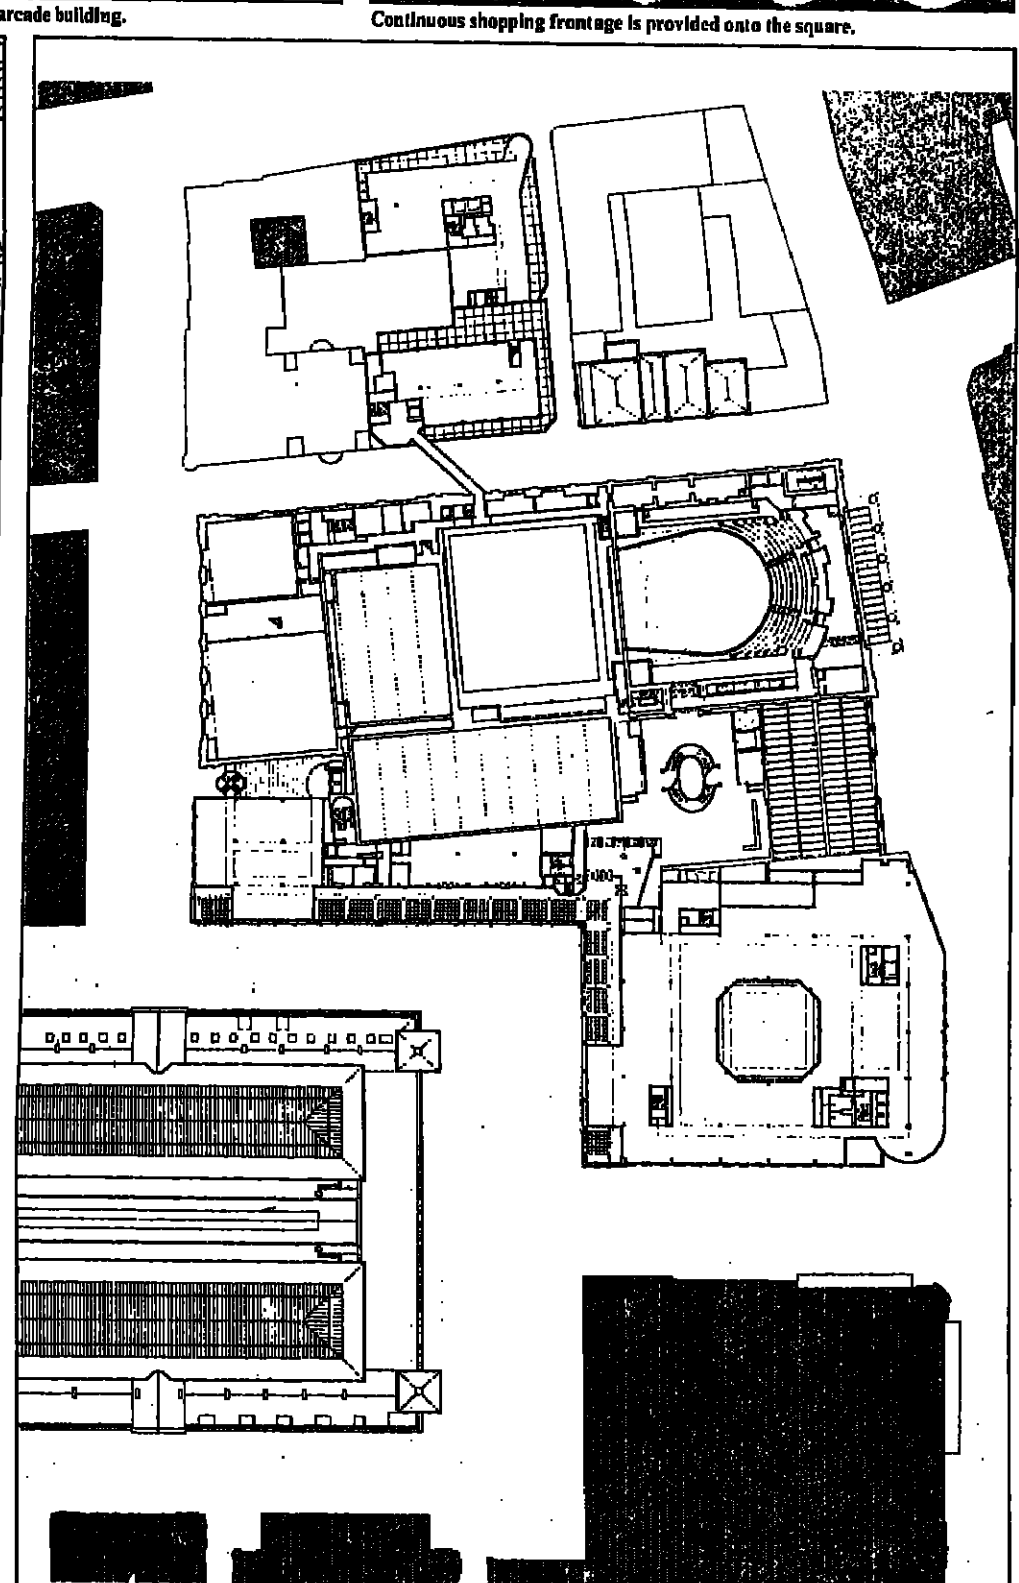 arcade building.
Continuous shopping frontage is provided onto the square.